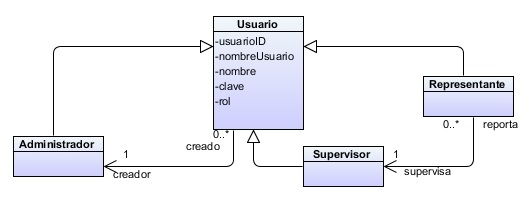 Usuario
-usuarioID
-nombreUsuario
-nombre
-clave
-rol
Representante
0..*
reporta
0..*
creado
Administrador
1
creador
Supervisor
1
supervisa